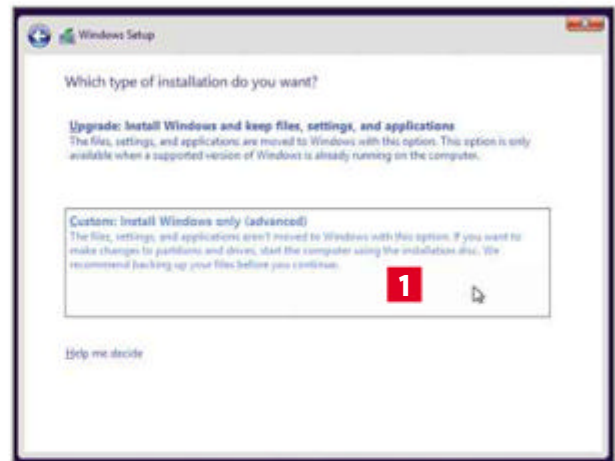 Windows Setup
Which type of installation do you want?
Upgrade: Install Windows and keep files, settings, and applications
The files, settings, and applications are moved to Windows with this option. This option is only
available when a supported version of Windows is already running on the computer.
Custom: Install Windows only (advanced)
The files, settings, and applications aren't moved to Windows with this option. If you want to
make changes to partitions and drives, start the computer using the installation disc. We
recommend backing up your files before you continue.
1
Help me decide